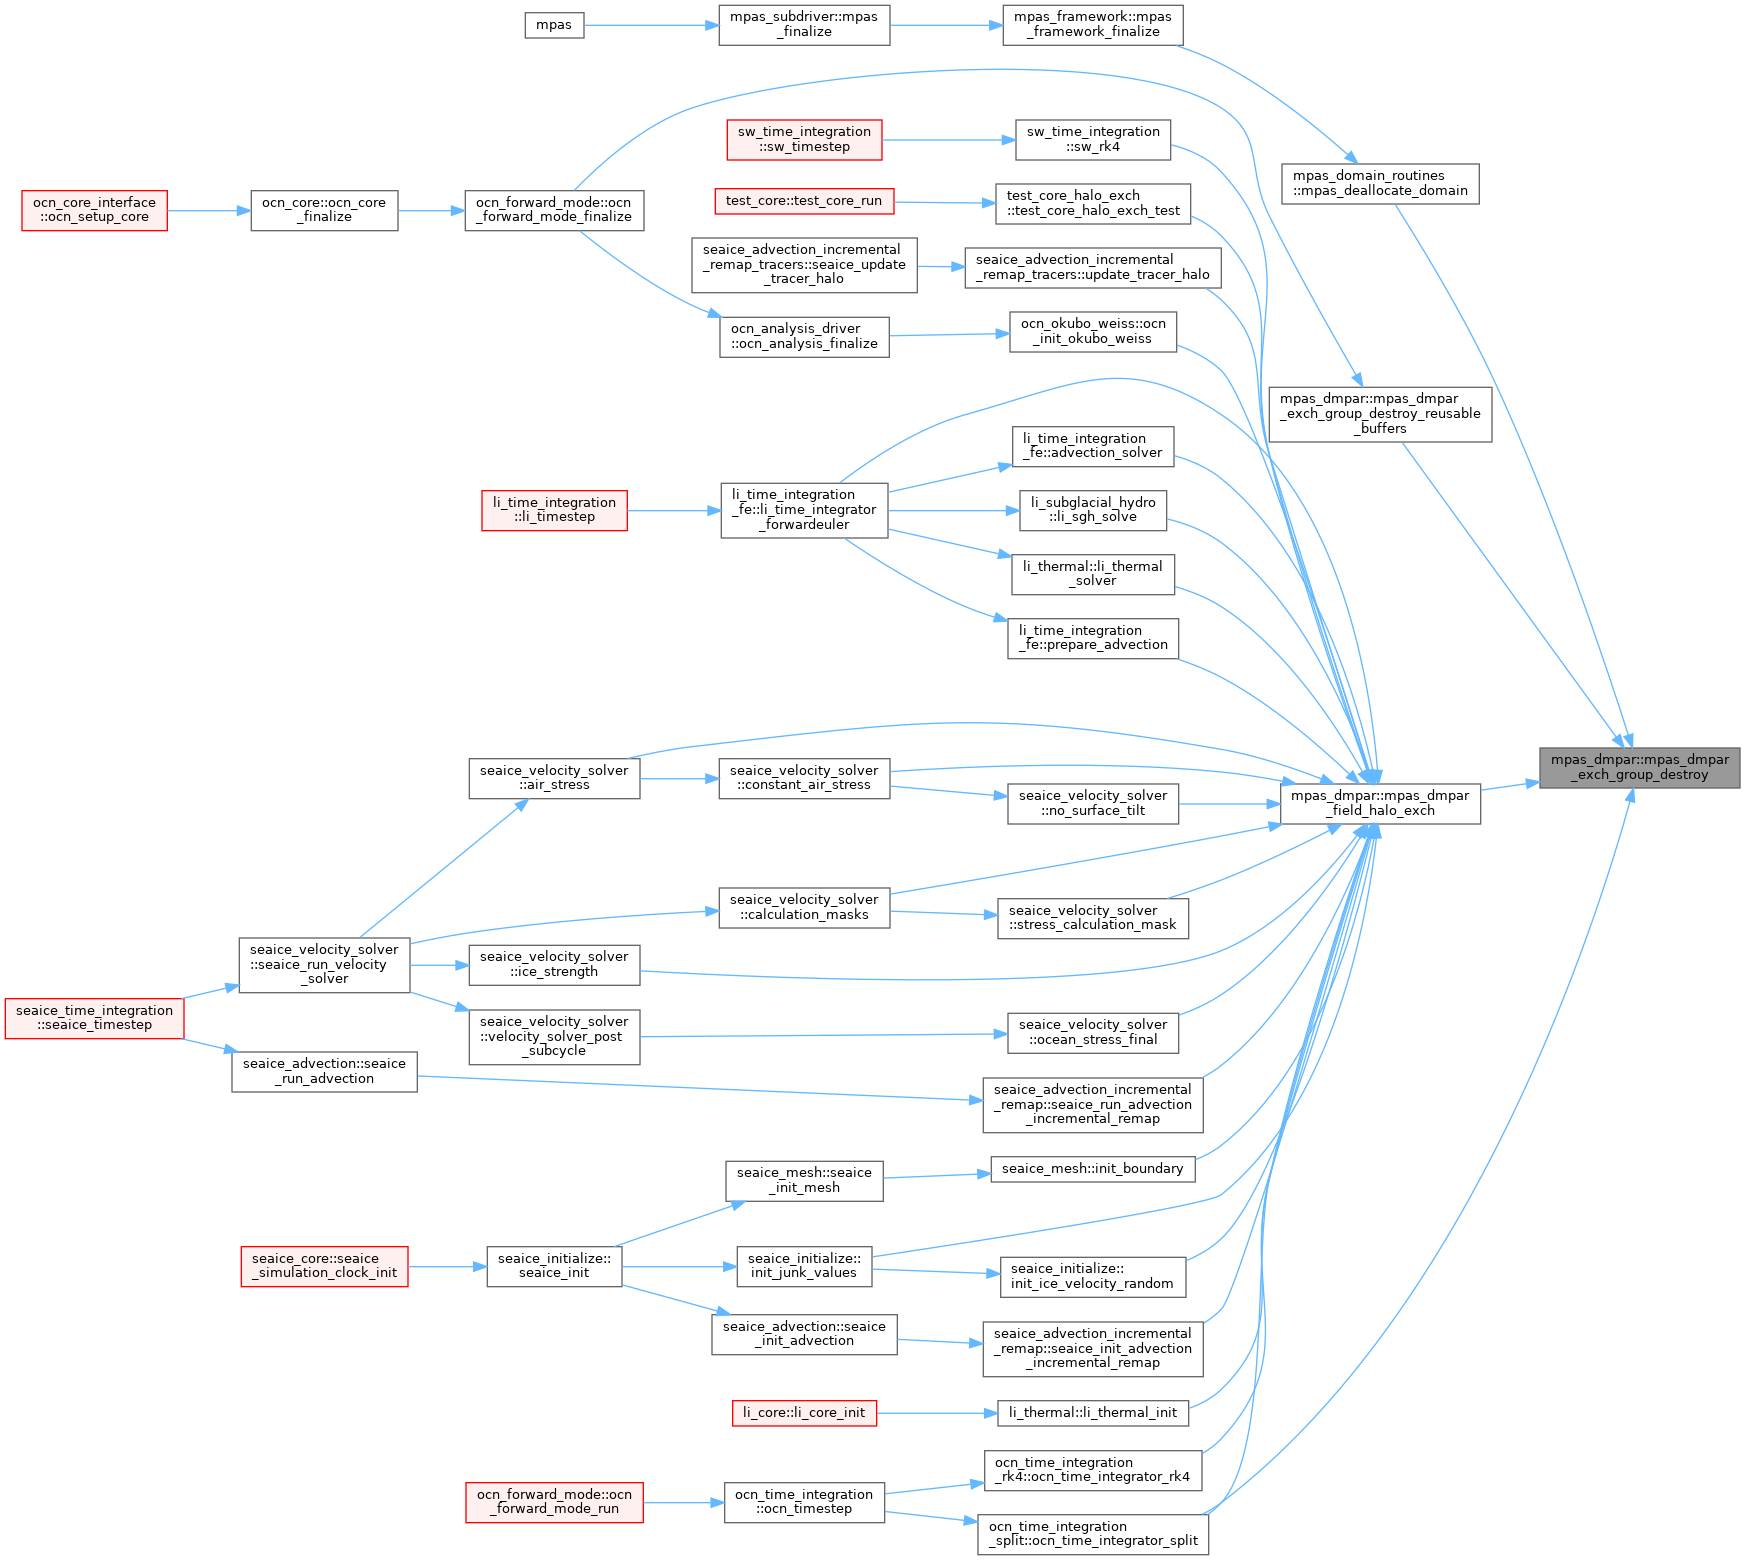 mpas
mpas_subdriver::mpas
_finalize
mpas_framework::mpas
_framework_finalize
sw_time_integration
::sw_timestep
sw_time_integration
::sw_rk4
mpas_domain_routines
::mpas_deallocate_domain
ocn_core_interface
::ocn_setup_core
ocn_core::ocn_core
_finalize
ocn_forward_mode::ocn
_forward_mode_finalize
test_core::test_core_run
test_core_halo_exch
::test_core_halo_exch_test
seaice_advection_incremental
_remap_tracers::seaice_update
_tracer_halo
seaice_advection_incremental
_remap_tracers::update_tracer_halo
ocn_analysis_driver
::ocn_analysis_finalize
ocn_okubo_weiss::ocn
_init_okubo_weiss
mpas_dmpar::mpas_dmpar
_exch_group_destroy_reusable
_buffers
li_time_integration
_fe::advection_solver
li_time_integration
::li_timestep
li_time_integration
_fe::li_time_integrator
_forwardeuler
li_subglacial_hydro
::li_sgh_solve
li_thermal::li_thermal
_solver
li_time_integration
_fe::prepare_advection
seaice_velocity_solver
::air_stress
seaice_velocity_solver
::constant_air_stress
seaice_velocity_solver
::no_surface_tilt
mpas_dmpar::mpas_dmpar
_field_halo_exch
mpas_dmpar::mpas_dmpar
_exch_group_destroy
seaice_velocity_solver
::calculation_masks
seaice_velocity_solver
::stress_calculation_mask
seaice_velocity_solver
::seaice_run_velocity
_solver
seaice_velocity_solver
::ice_strength
seaice_time_integration
::seaice_timestep
seaice_velocity_solver
::velocity_solver_post
_subcycle
seaice_velocity_solver
::ocean_stress_final
seaice_advection::seaice
_run_advection
seaice_advection_incremental
_remap::seaice_run_advection
_incremental_remap
seaice_mesh::seaice
_init_mesh
seaice_mesh::init_boundary
seaice_core::seaice
_simulation_clock_init
seaice_initialize::
seaice_init
seaice_initialize::
init_junk_values
seaice_initialize::
init_ice_velocity_random
seaice_advection::seaice
_init_advection
seaice_advection_incremental
_remap::seaice_init_advection
_incremental_remap
li_core::li_core_init
li_thermal::li_thermal_init
ocn_time_integration
_rk4::ocn_time_integrator_rk4
ocn_forward_mode::ocn
_forward_mode_run
ocn_time_integration
::ocn_timestep
ocn_time_integration
_split::ocn_time_integrator_split